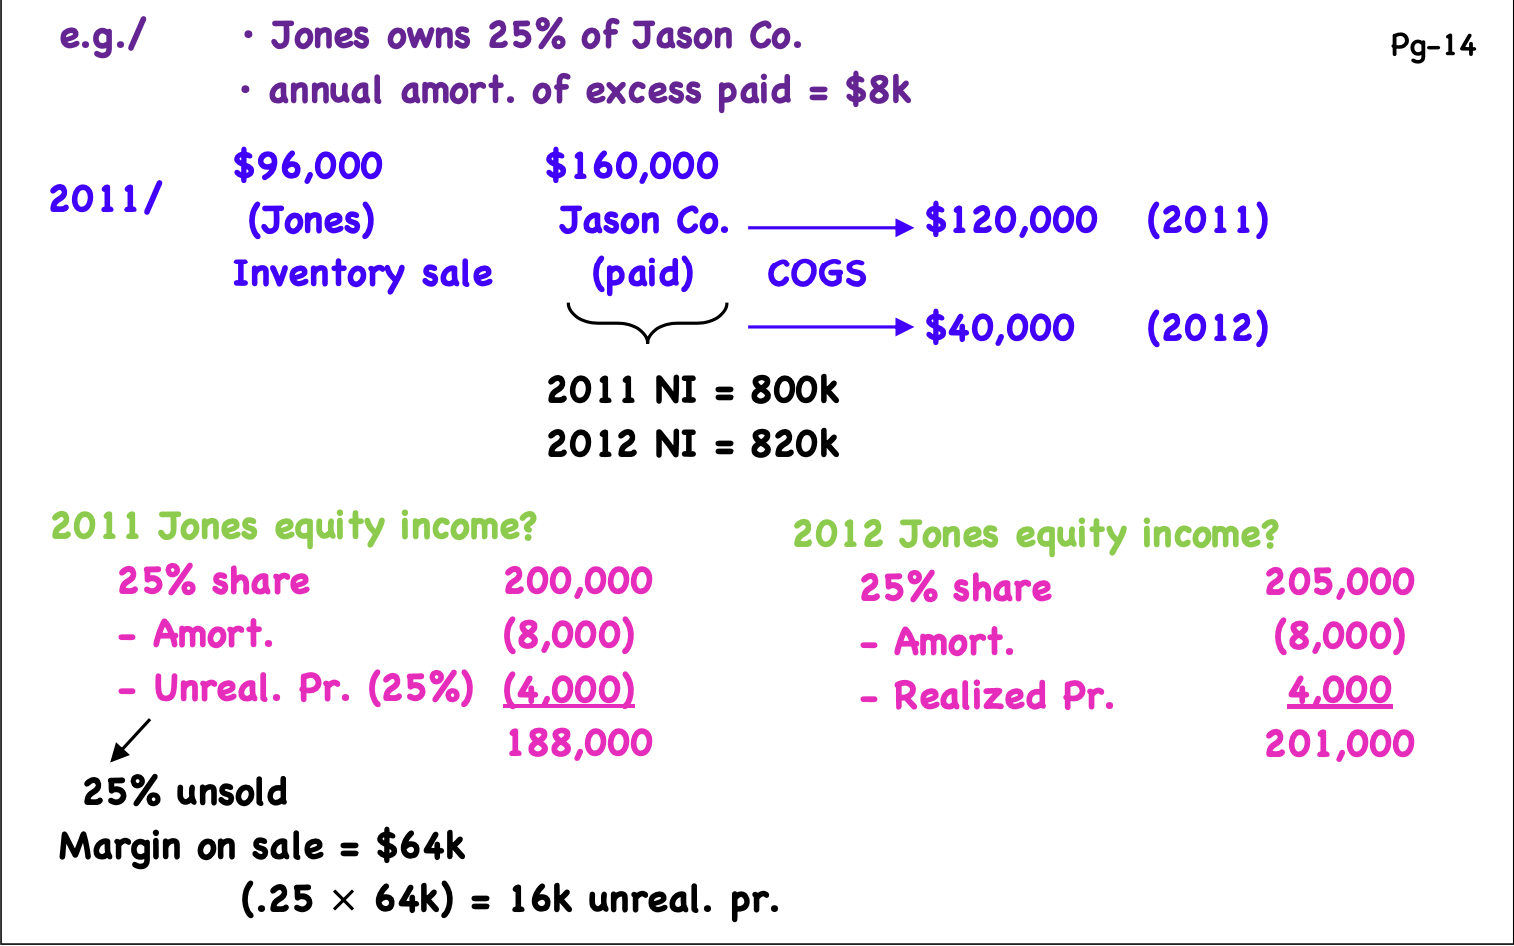 e.g./ • Jones owns 25% of Jason Co.
Pg-14
• annual amort. of excess paid = $8k
2011/ $96,000 $160,000
(Jones) Jason Co. $120,000 (2011)
Inventory sale (paid) COGS
$40,000 (2012)
2011 NI = 800k
2012 NI = 820k
2011 Jones equity income?
25% share 200,000
- Amort. (8,000)
- Unreal. Pr. (25%) (4,000)
188,000
25% unsold
Margin on sale = $64k
(.25 × 64k) = 16k unreal. pr.
2012 Jones equity income?
25% share 205,000
- Amort. (8,000)
- Realized Pr. 4,000
201,000